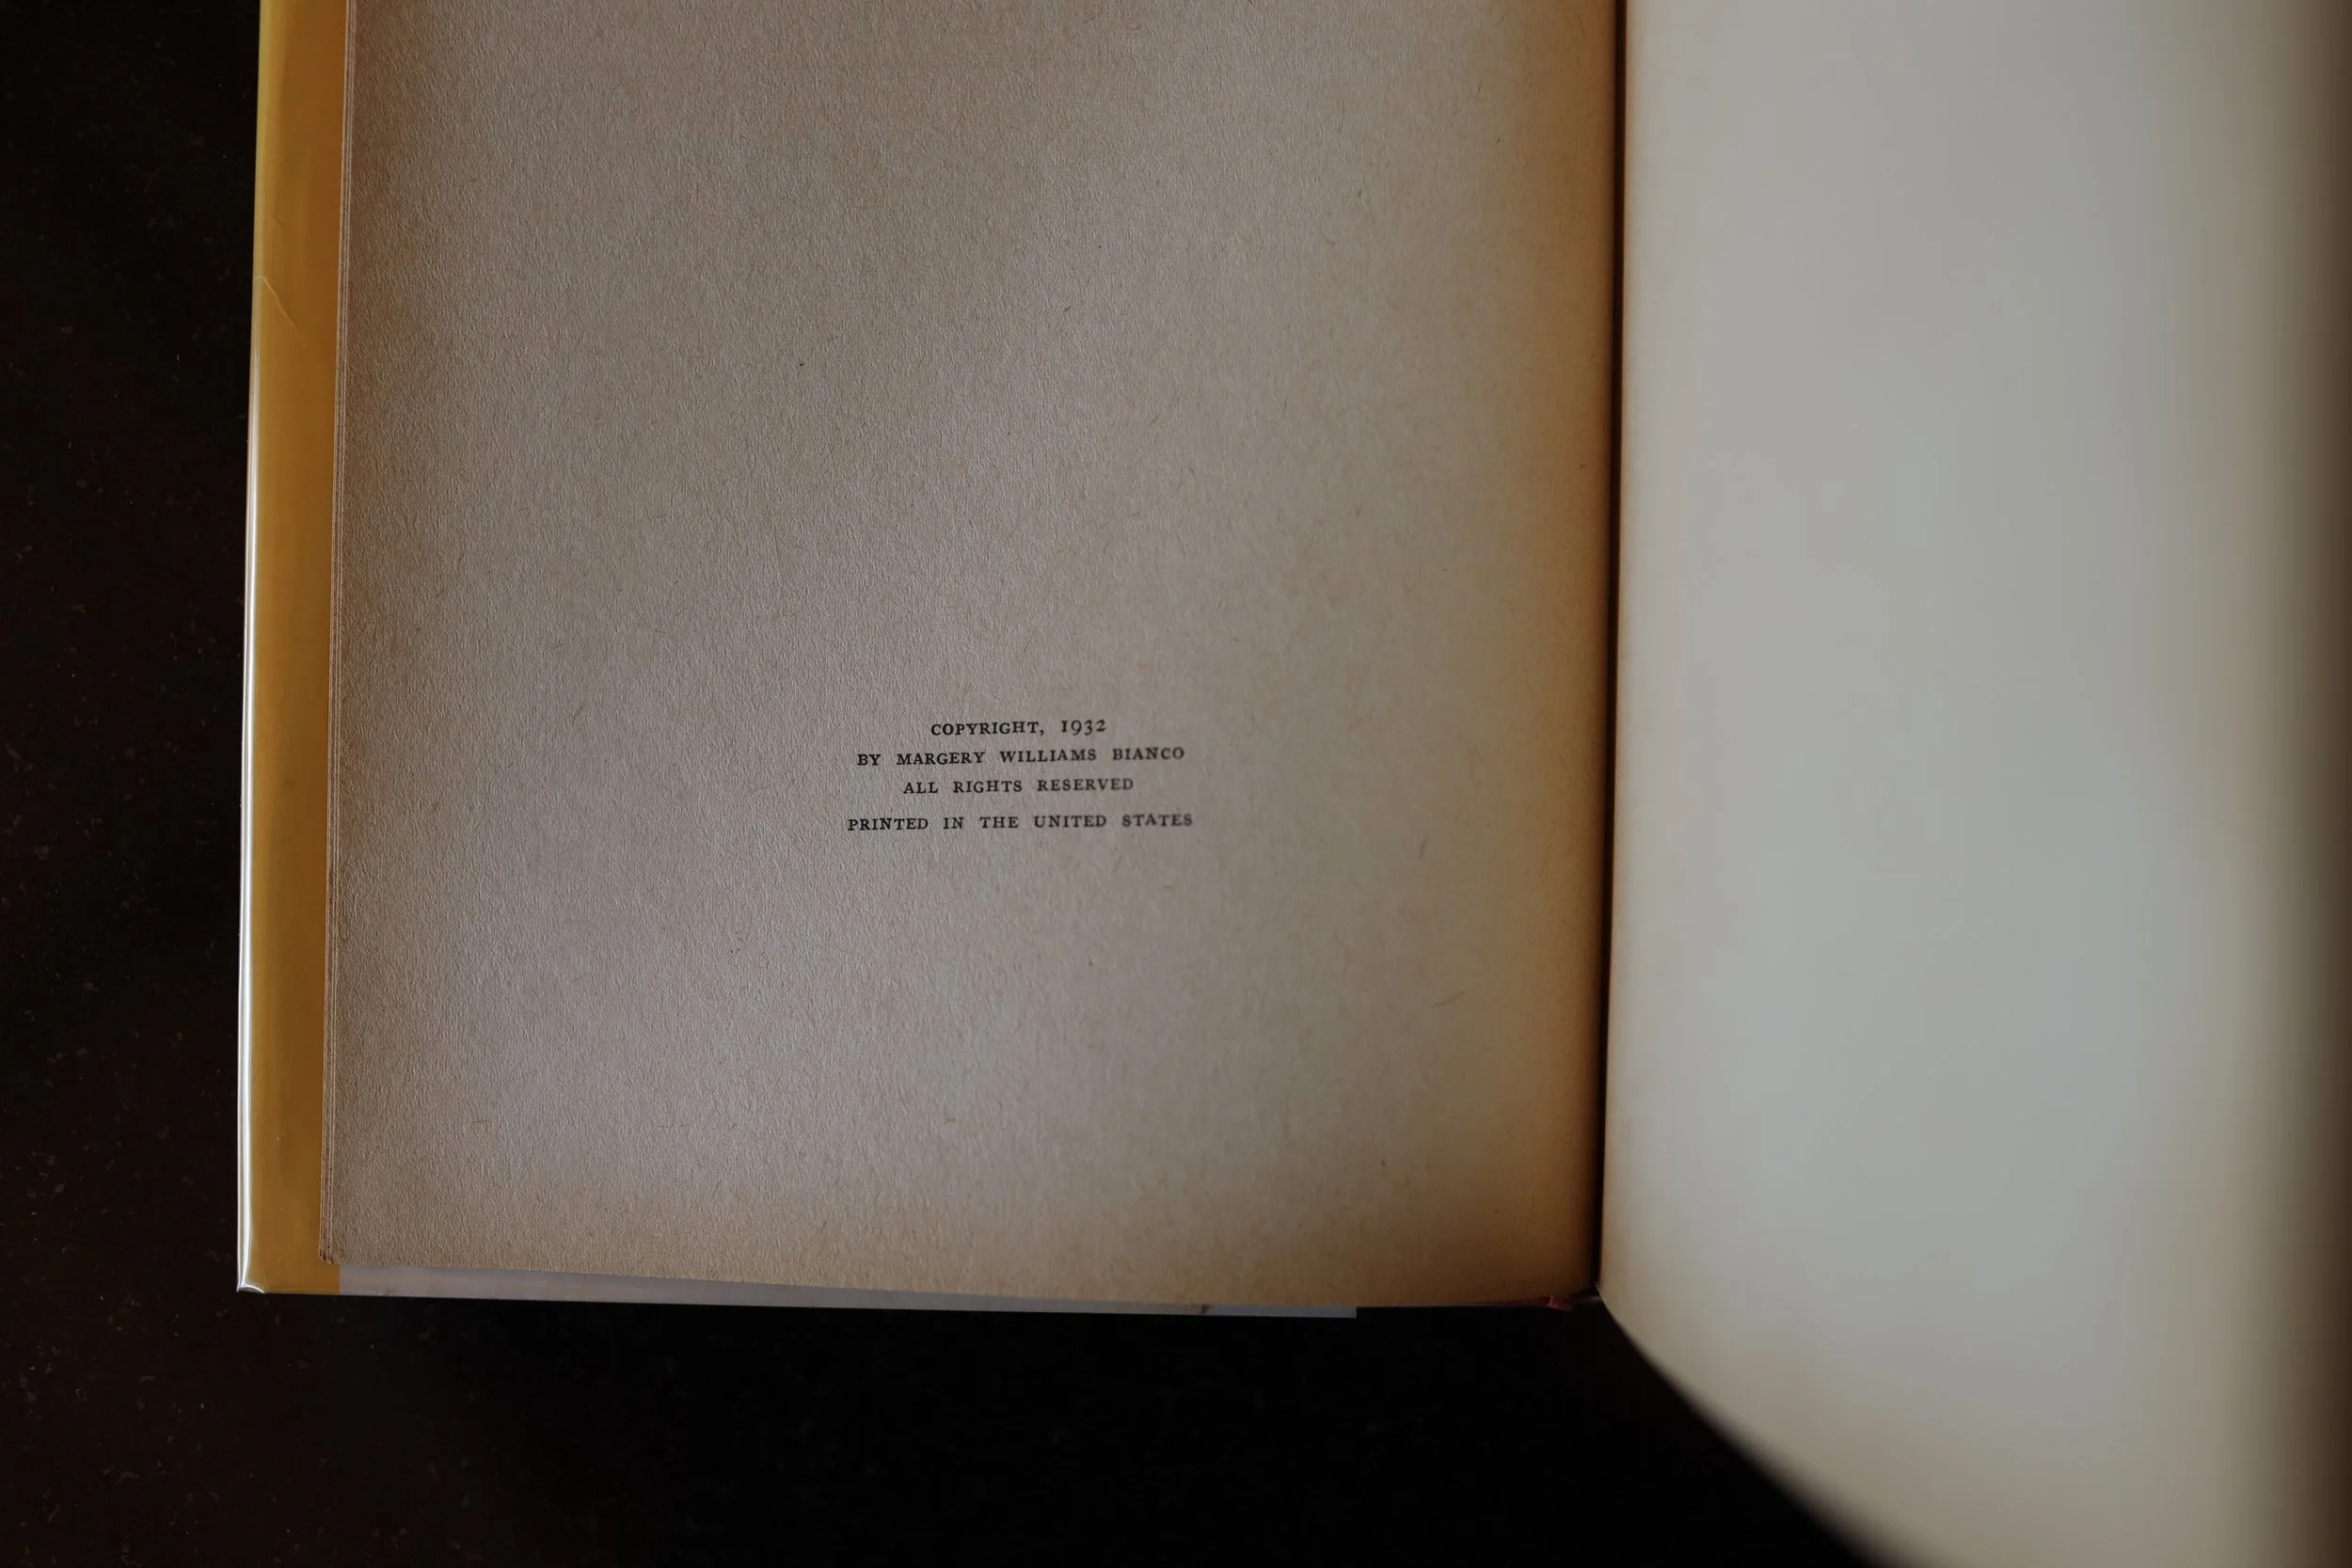 COPYRIGHT, 1932
BY MARGERY WILLIAMS BIANCO
ALL RIGHTS RESERVED
PRINTED IN THE UNITED STATES